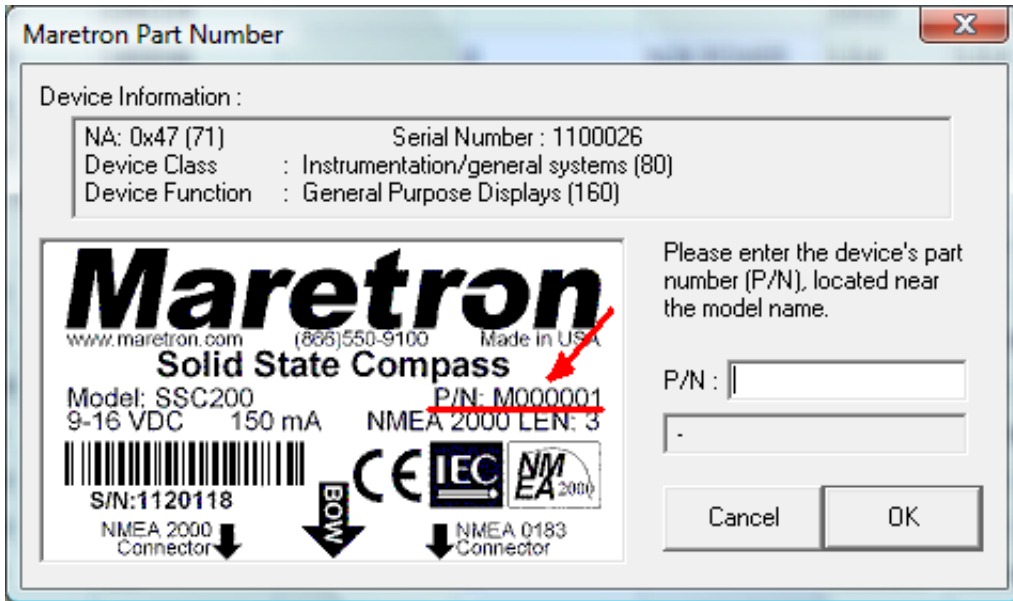 Maretron Part Number
Device Information :
NA: 0x47 (71) Serial Number : 1100026
Device Class : Instrumentation/general systems (80)
Device Function : General Purpose Displays (160)
Maretron
www.maretron.com (866)550-9100 Made in USA
Solid State Compass
Model: SSC200 P/N: M000001
9-16 VDC 150 mA NMEA 2000 LEN: 3
CE IEC NMEA 2000
S/N:1120118
BOW
NMEA 2000 Connector
NMEA 0183 Connector
Please enter the device's part
number (P/N), located near
the model name.
P/N :
-
Cancel OK